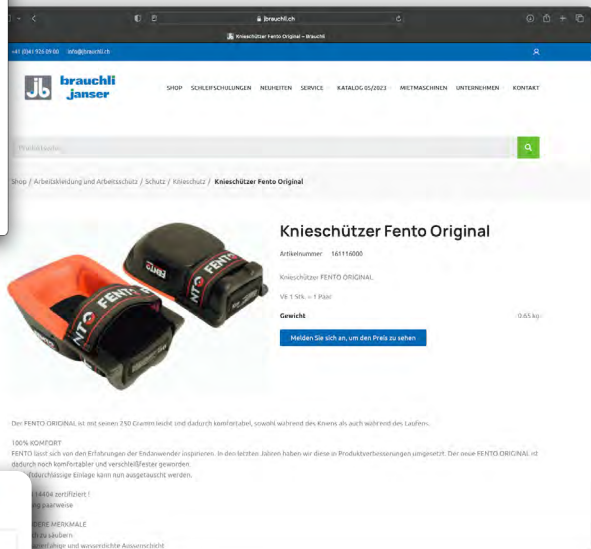 jbrauchli.ch
Knieschützer Fento Original – Brauchli
+41 (0)41 926 09 00 info@jbrauchli.ch
jb brauchli janser
SHOP SCHLEIFSCHULUNGEN NEUHEITEN SERVICE KATALOG 05/2023 MIETMASCHINEN UNTERNEHMEN KONTAKT
Shop / Arbeitskleidung und Arbeitsschutz / Schutz / Knieschutz / Knieschützer Fento Original
FENTO
FENTO
Knieschützer Fento Original
Artikelnummer 161116000
Knieschützer FENTO ORIGINAL
VE 1 Stk. = 1 Paar
Gewicht 0.65 kg
Melden Sie sich an, um den Preis zu sehen
Der FENTO ORIGINAL ist mit seinen 250 Gramm leicht und dadurch komfortabel, sowohl während des Kniens als auch während des Laufens.
100% KOMFORT
FENTO lässt sich von den Erfahrungen der Endanwender inspirieren. In den letzten Jahren haben wir diese in Produktverbesserungen umgesetzt. Der neue FENTO ORIGINAL ist
dadurch noch komfortabler und verschleißfester geworden.
ftdurchlässige Einlage kann nun ausgetauscht werden.
14404 zertifiziert !
ng paarweise
DERE MERKMALE
ch zu säubern
fähige und wasserdichte Aussenschicht